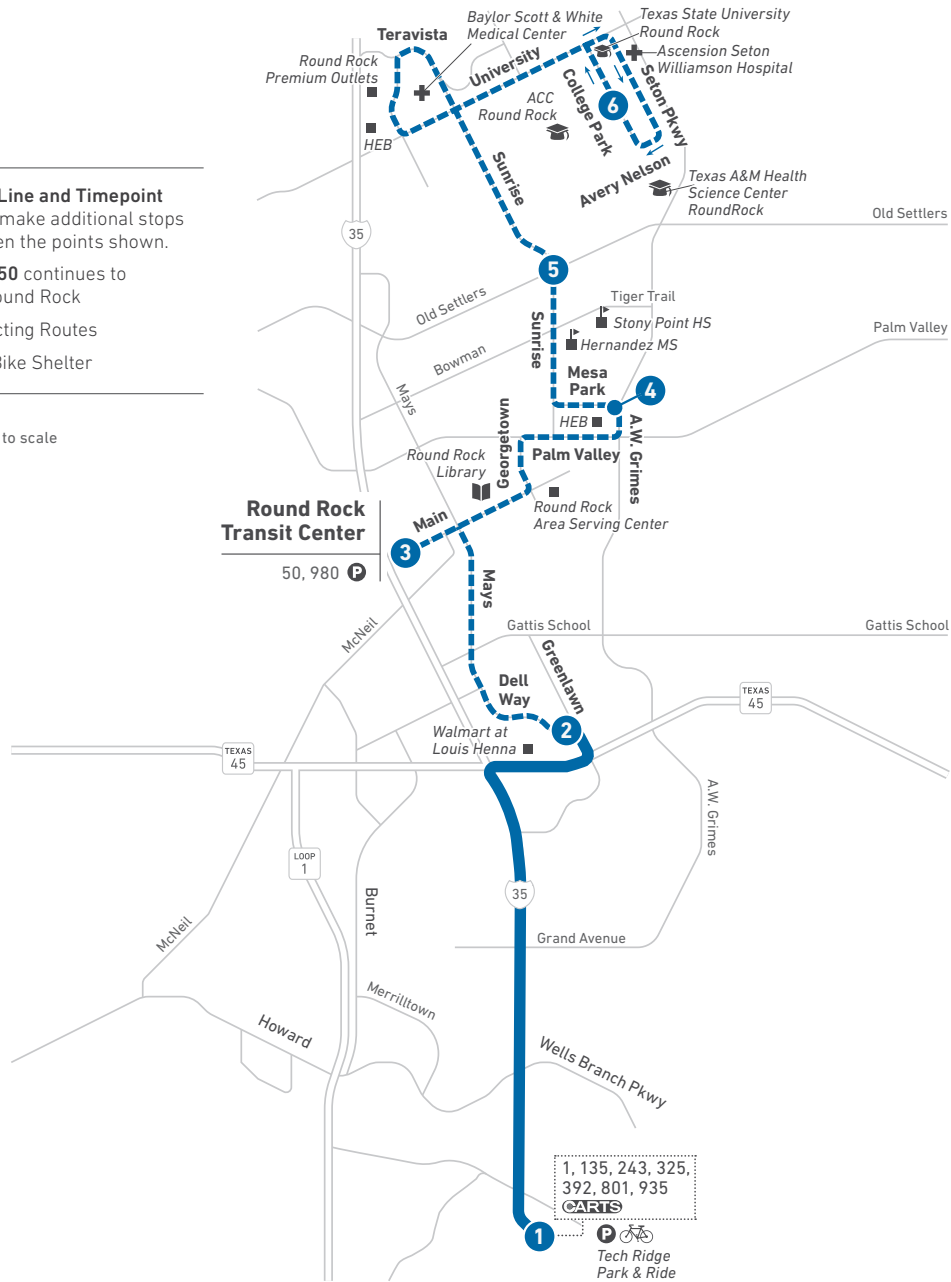 Teravista
Baylor Scott & White
Medical Center
Texas State University
Round Rock
Ascension Seton
Williamson Hospital
Round Rock
Premium Outlets
University
Seton Pkwy
College Park
6
ACC
Round Rock
HEB
Sunrise
Avery Nelson
Texas A&M Health
Science Center
RoundRock
Line and Timepoint
make additional stops
en the points shown.
50 continues to
ound Rock
cting Routes
Bike Shelter
to scale
35
Old Settlers
5
Old Settlers
Tiger Trail
Stony Point HS
Sunrise
Hernandez MS
Palm Valley
Bowman
Mays
Mesa
Park
4
HEB
A.W. Grimes
Georgetown
Palm Valley
Round Rock
Library
Round Rock
Area Serving Center
Round Rock
Transit Center
Main
3
50, 980 P
Mays
McNeil
Gattis School
Gattis School
Greenlawn
Dell
Way
2
Walmart at
Louis Henna
TEXAS
45
TEXAS
45
A.W. Grimes
LOOP
1
35
Burnet
McNeil
Grand Avenue
Merrilltown
Howard
Wells Branch Pkwy
1, 135, 243, 325,
392, 801, 935
CARTS
1
P
Tech Ridge
Park & Ride